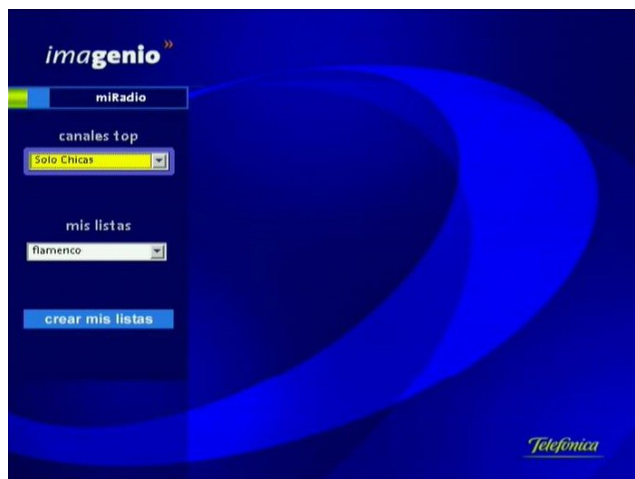 imagenio»
miRadio
canales top
Solo Chicas
mis listas
flamenco
crear mis listas
Telefónica